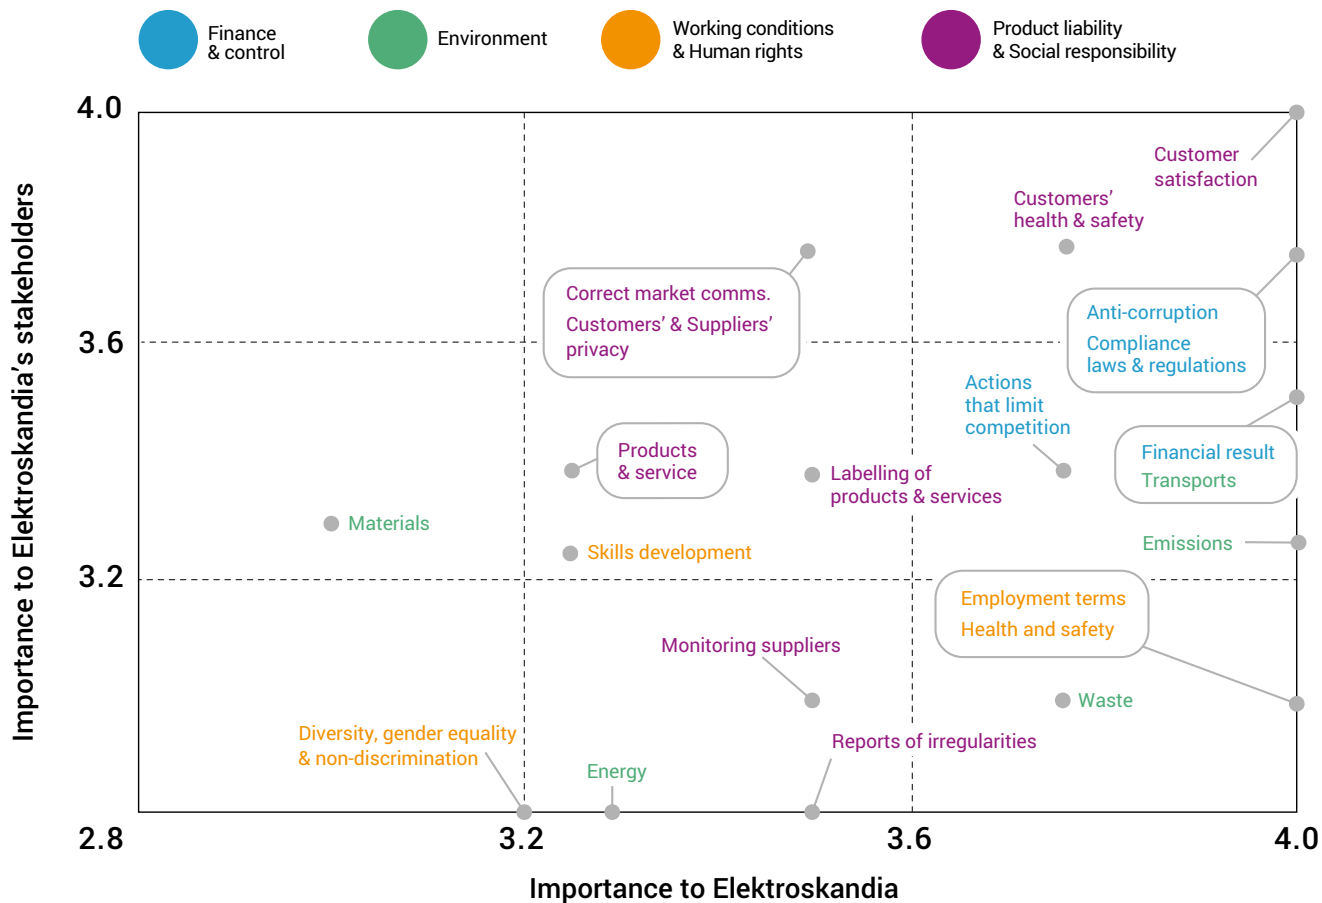 Finance
& control
Environment
Working conditions
& Human rights
Product liability
& Social responsibility
Importance to Elektroskandia's stakeholders
4.0
3.6
3.2
2.8
Customer
satisfaction
Customers’
health & safety
Correct market comms.
Customers’ & Suppliers’
privacy
Anti-corruption
Compliance
laws & regulations
Actions
that limit
competition
Products
& service
Financial result
Transports
Labelling of
products & services
Materials
Skills development
Emissions
Employment terms
Health and safety
Monitoring suppliers
Waste
Diversity, gender equality
& non-discrimination
Reports of irregularities
Energy
3.2
3.6
4.0
Importance to Elektroskandia